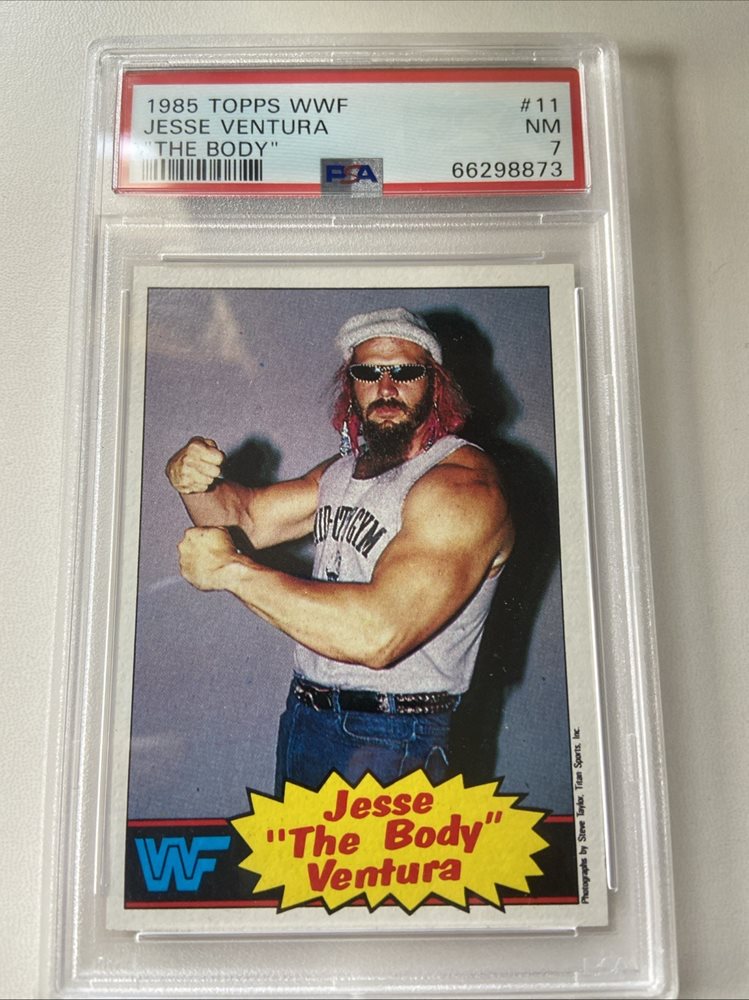 1985 TOPPS WWF #11
JESSE VENTURA NM
"THE BODY" 7
PSA 66298873
Jesse
"The Body"
Ventura
WF
Photographs by Steve Taylor, Titan Sports, Inc.